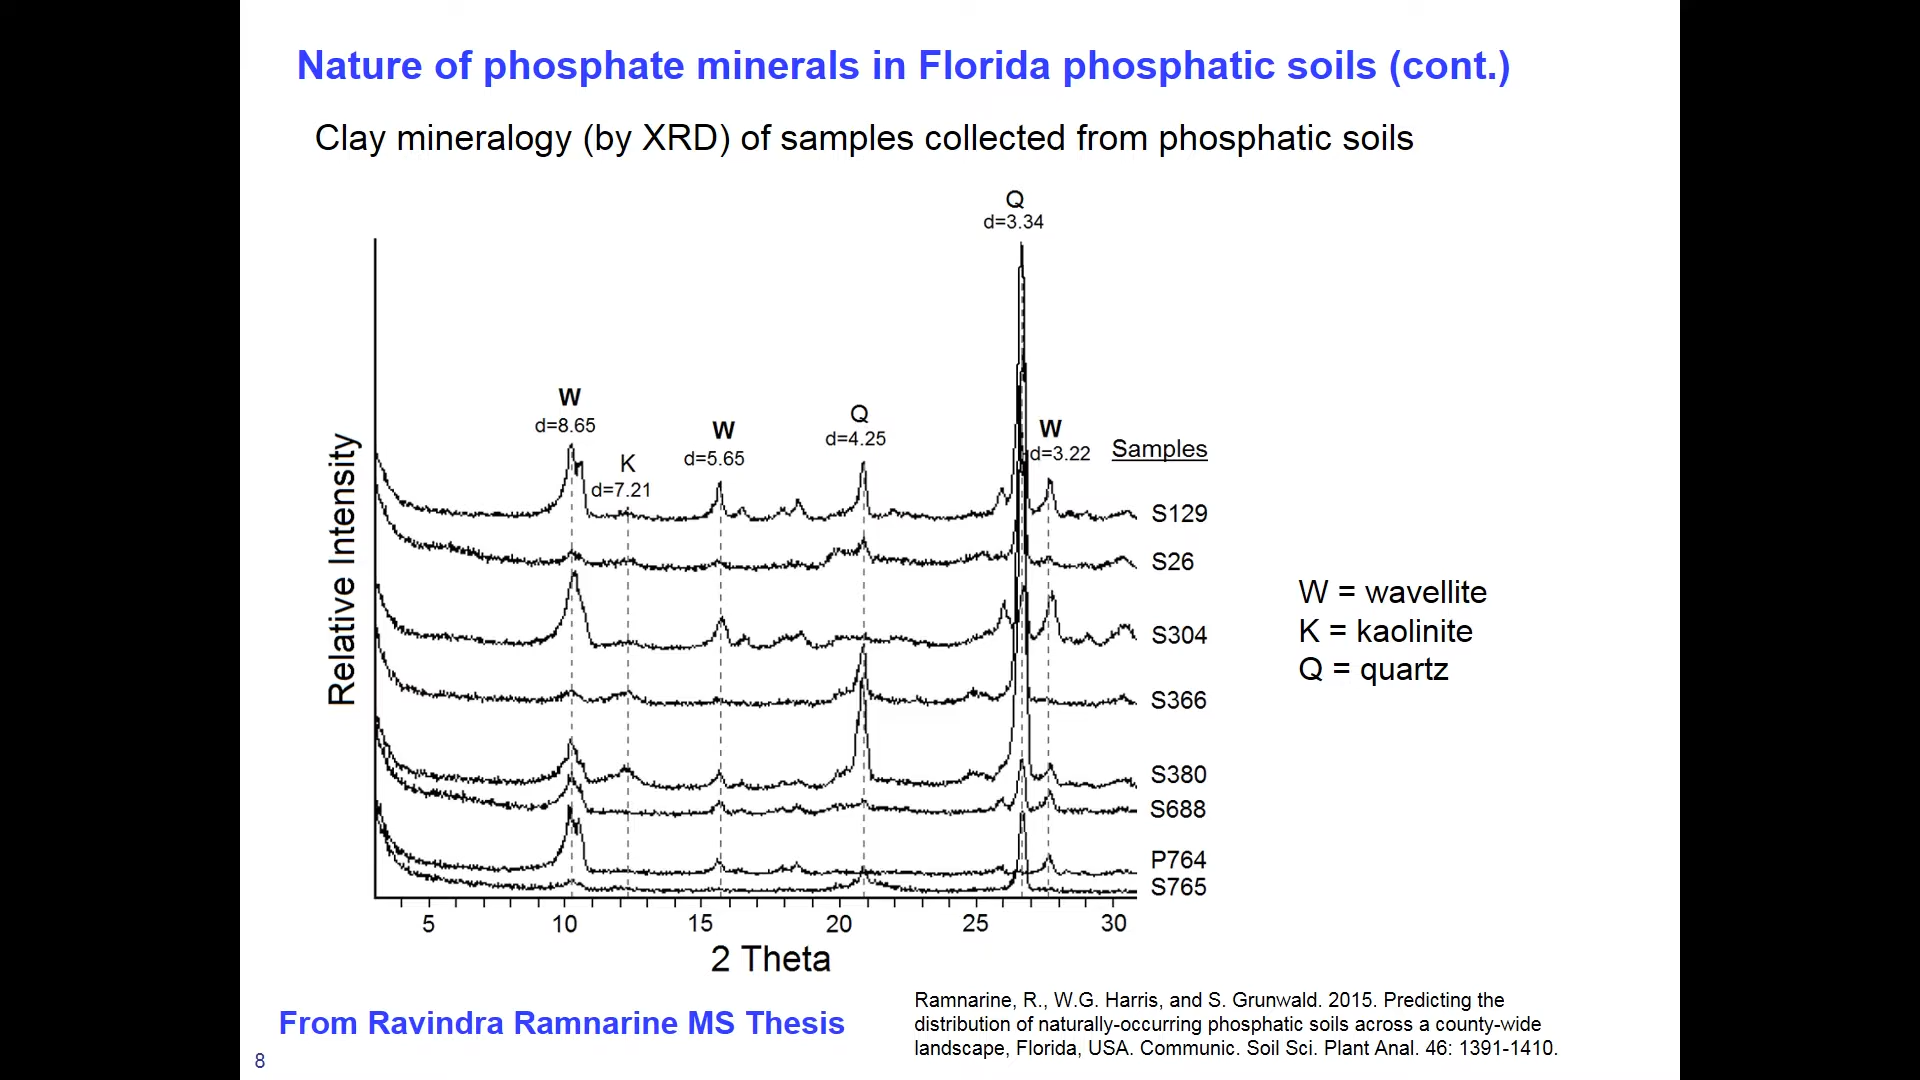 Nature of phosphate minerals in Florida phosphatic soils (cont.)
Clay mineralogy (by XRD) of samples collected from phosphatic soils
Q
d=3.34
W
d=8.65
K
d=7.21
W
d=5.65
Q
d=4.25
W
d=3.22
Samples
S129
S26
S304
S366
S380
S688
P764
S765
Relative Intensity
5 10 15 20 25 30
2 Theta
W = wavellite
K = kaolinite
Q = quartz
From Ravindra Ramnarine MS Thesis
Ramnarine, R., W.G. Harris, and S. Grunwald. 2015. Predicting the
distribution of naturally-occurring phosphatic soils across a county-wide
landscape, Florida, USA. Communic. Soil Sci. Plant Anal. 46: 1391-1410.
8